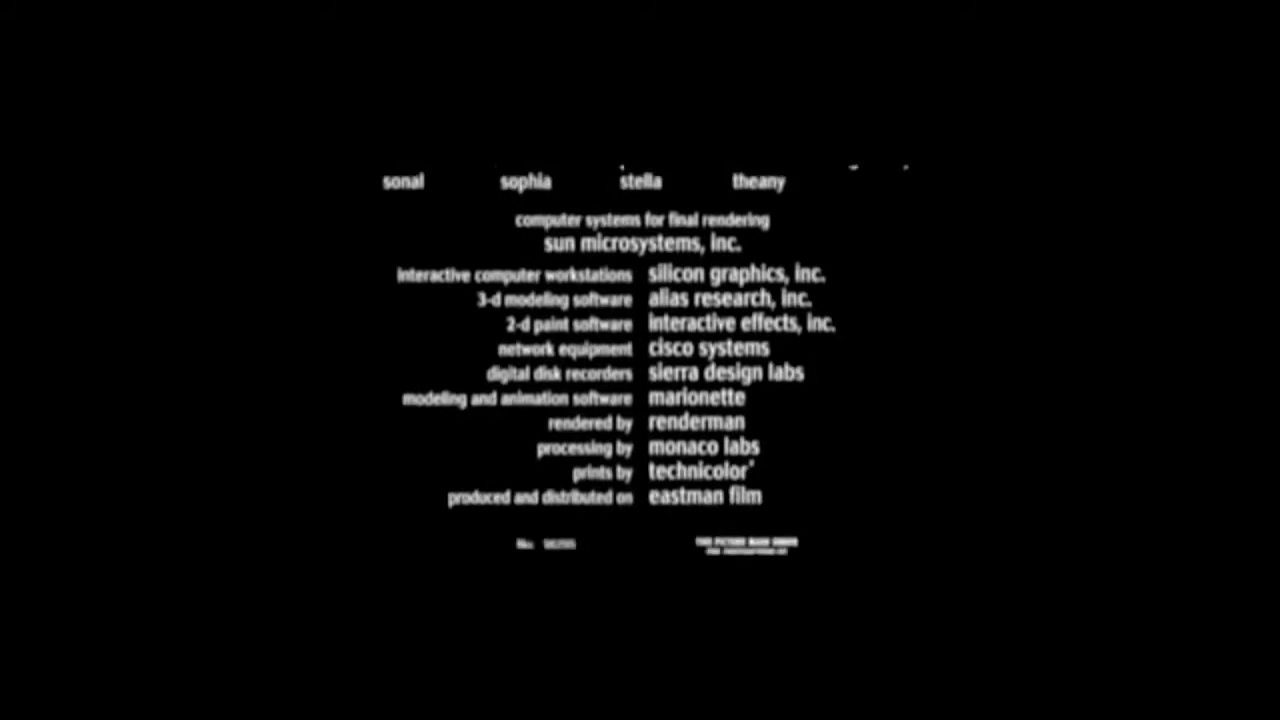 sonal sophia stella theany
computer systems for final rendering
sun microsystems, inc.
interactive computer workstations silicon graphics, inc.
3-d modeling software alias research, inc.
2-d paint software interactive effects, inc.
network equipment cisco systems
digital disk recorders sierra design labs
modeling and animation software marionette
rendered by renderman
processing by monaco labs
prints by technicolor
produced and distributed on eastman film